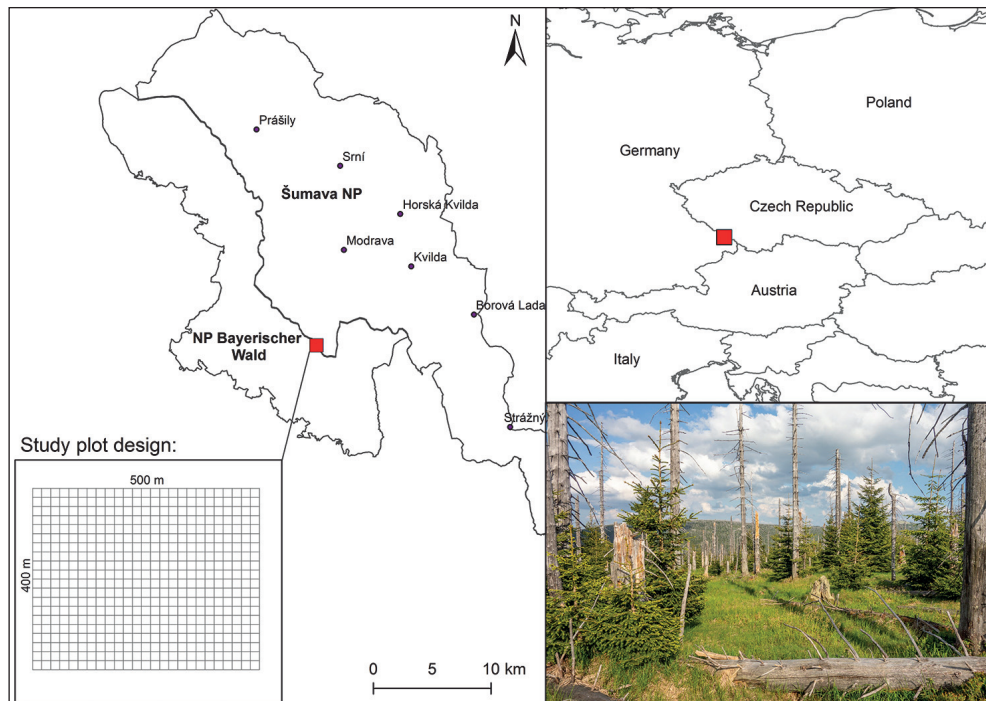 N
Prášily
Srní
Šumava NP
Horská Kvilda
Modrava
Kvilda
Borová Lada
NP Bayerischer
Wald
Strážný
Study plot design:
500 m
400 m
0 5 10 km
Poland
Germany
Czech Republic
Austria
Italy